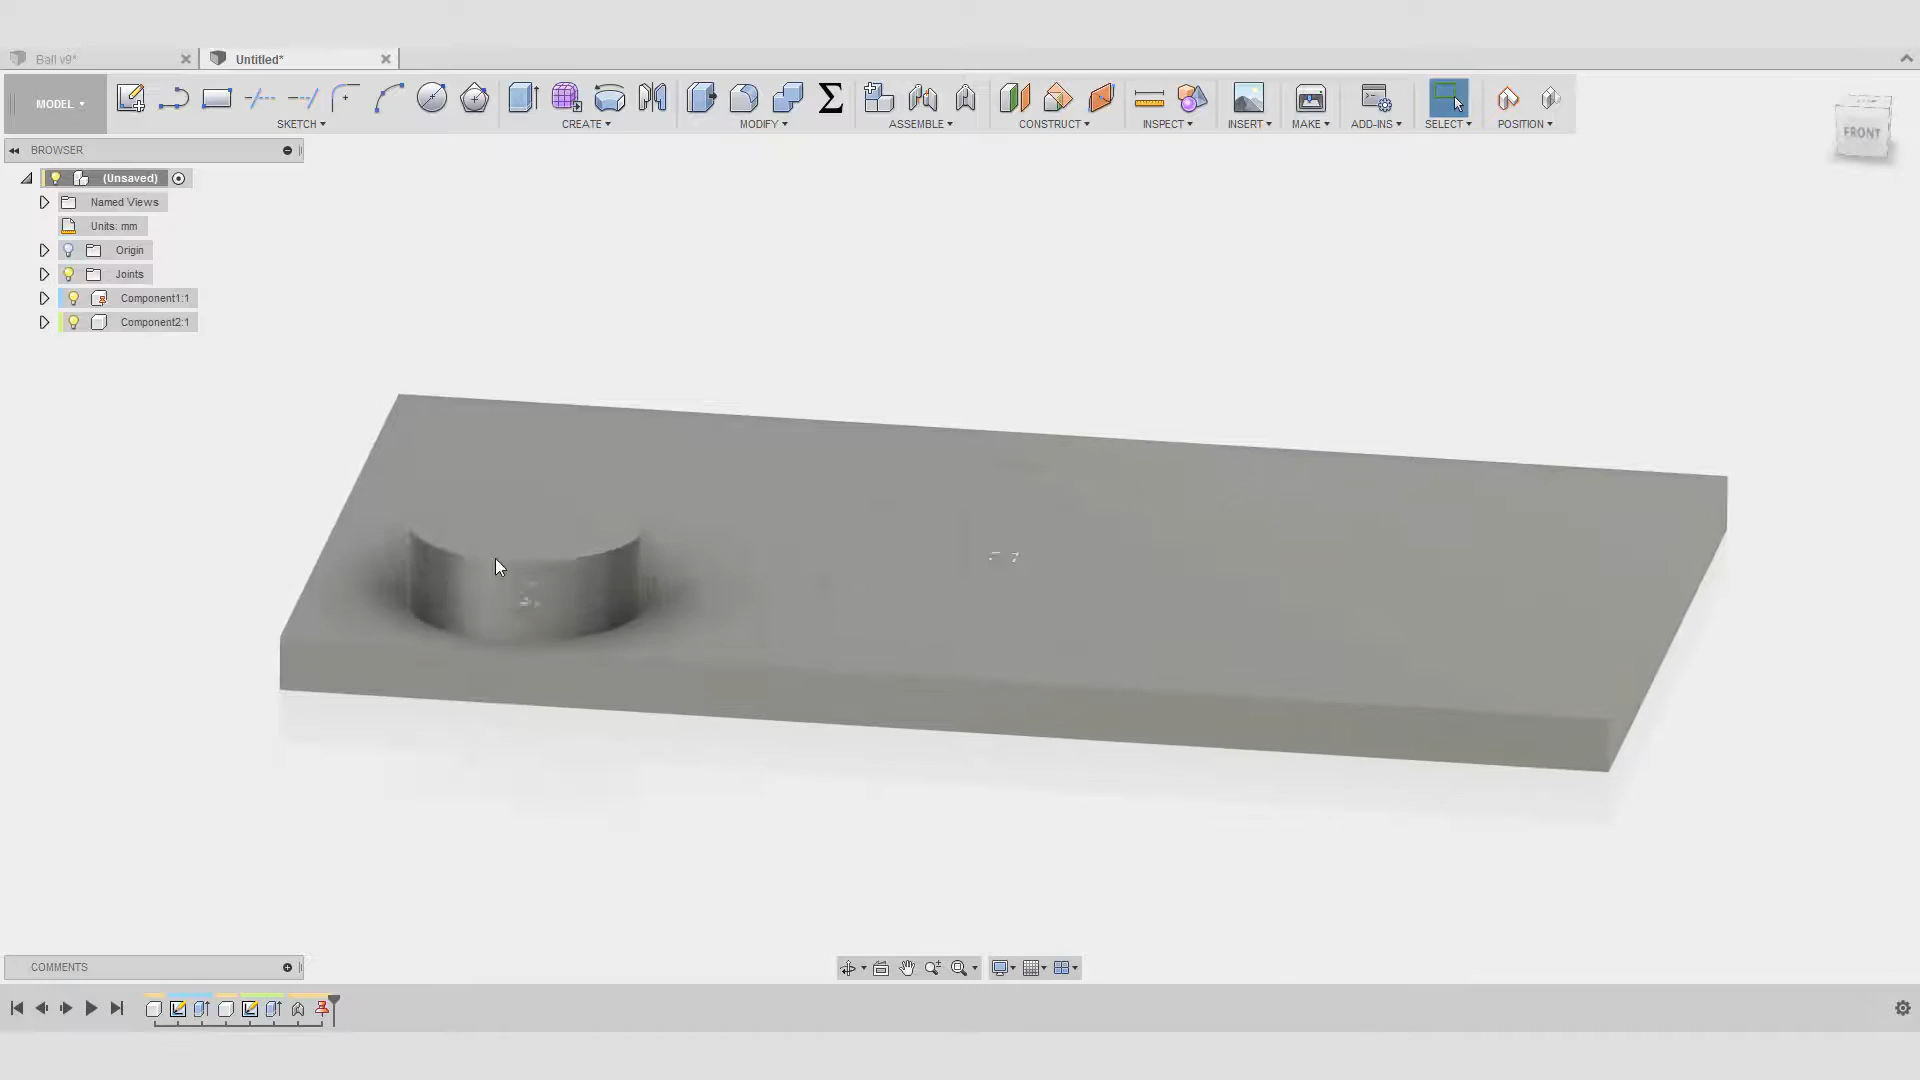 Ball v9*
Untitled*
MODEL
SKETCH
CREATE
MODIFY
ASSEMBLE
CONSTRUCT
INSPECT
INSERT
MAKE
ADD-INS
SELECT
POSITION
FRONT
BROWSER
(Unsaved)
Named Views
Units: mm
Origin
Joints
Component1:1
Component2:1
COMMENTS